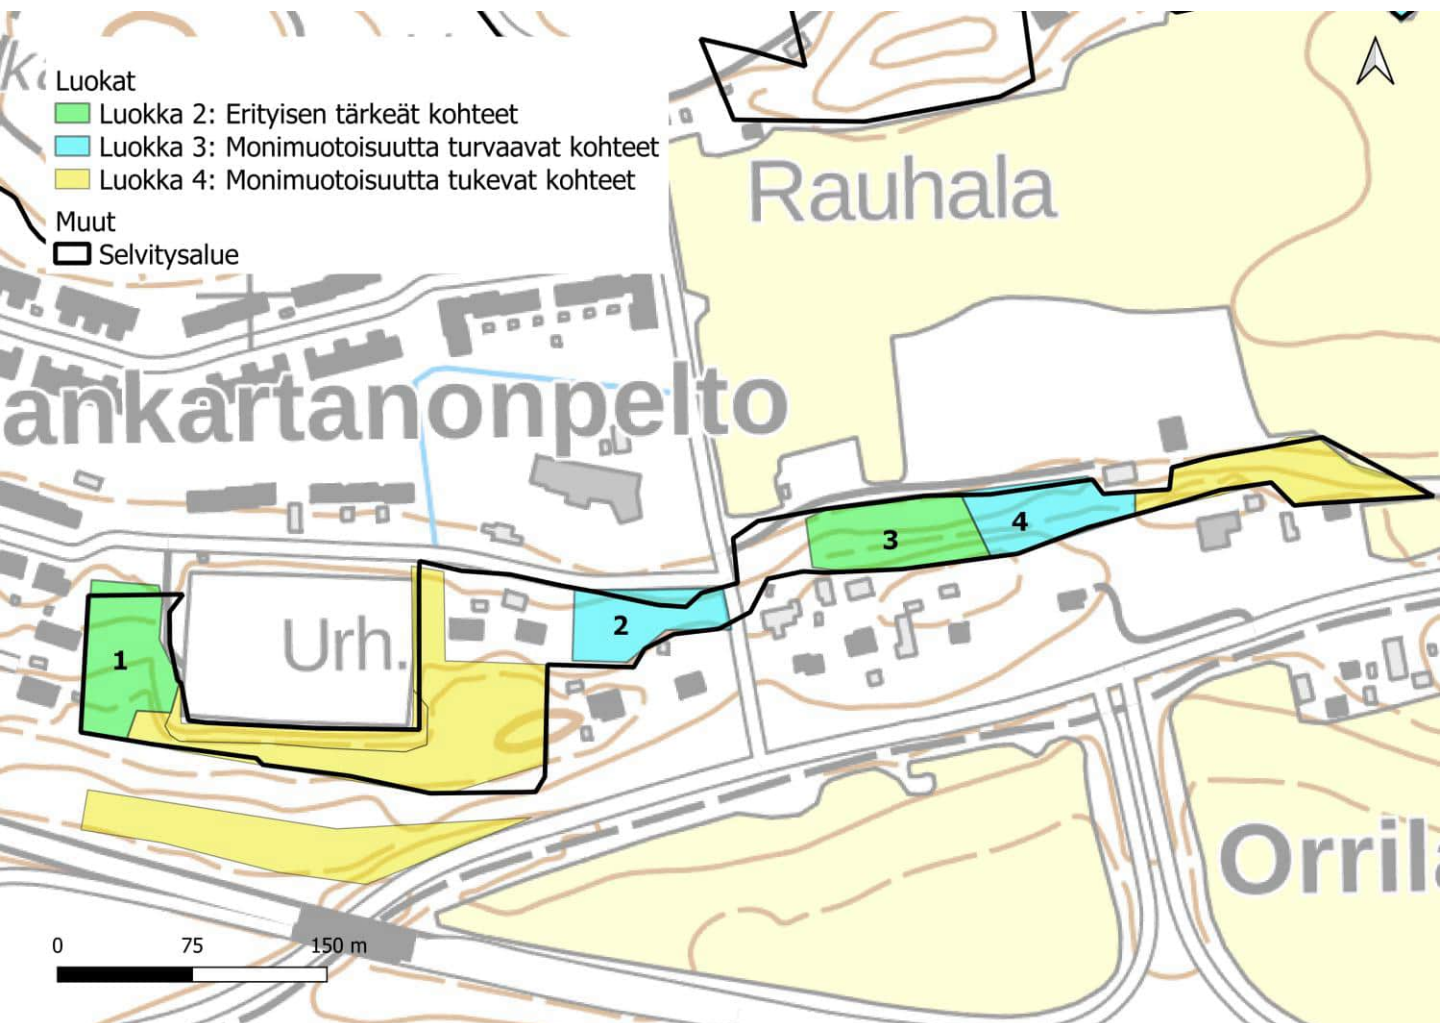 Luokat
Luokka 2: Erityisen tärkeät kohteet
Luokka 3: Monimuotoisuutta turvaavat kohteet
Luokka 4: Monimuotoisuutta tukevat kohteet
Muut
Selvitysalue
Rauhala
ankartanonpelto
3
4
Urh.
2
1
Orril
0 75 150 m